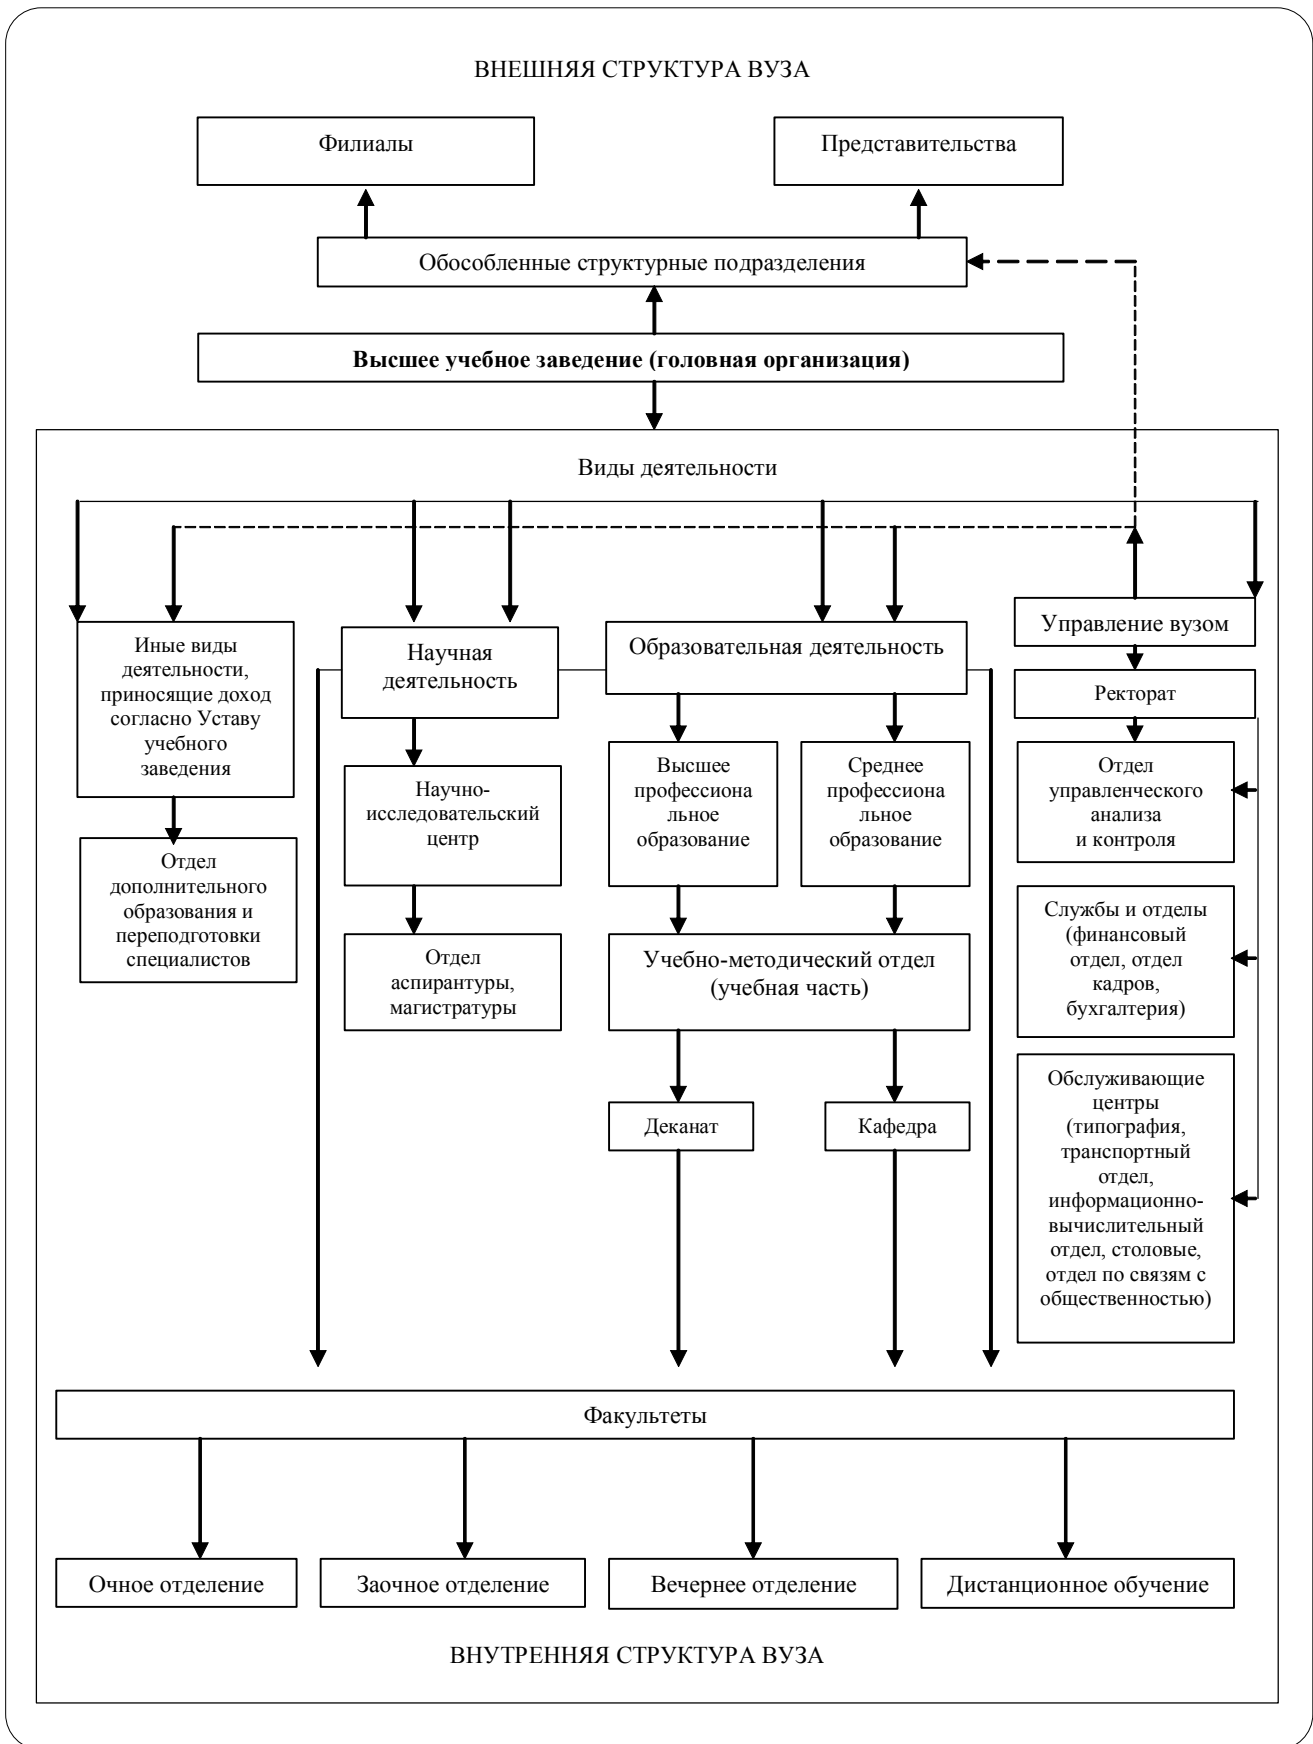 ВНЕШНЯЯ СТРУКТУРА ВУЗА
Филиалы
Представительства
Обособленные структурные подразделения
Высшее учебное заведение (головная организация)
Виды деятельности
Иные виды
деятельности,
приносящие доход
согласно Уставу
учебного
заведения
Отдел
дополнительного
образования и
переподготовки
специалистов
Научная
деятельность
Научно-
исследовательский
центр
Отдел
аспирантуры,
магистратуры
Образовательная деятельность
Высшее
профессиона
льное
образование
Среднее
профессиона
льное
образование
Учебно-методический отдел
(учебная часть)
Деканат
Кафедра
Управление вузом
Ректорат
Отдел
управленческого
анализа
и контроля
Службы и отделы
(финансовый
отдел, отдел
кадров,
бухгалтерия)
Обслуживающие
центры
(типография,
транспортный
отдел,
информационно-
вычислительный
отдел, столовые,
отдел по связям с
общественностью)
Факультеты
Очное отделение
Заочное отделение
Вечернее отделение
Дистанционное обучение
ВНУТРЕННЯЯ СТРУКТУРА ВУЗА